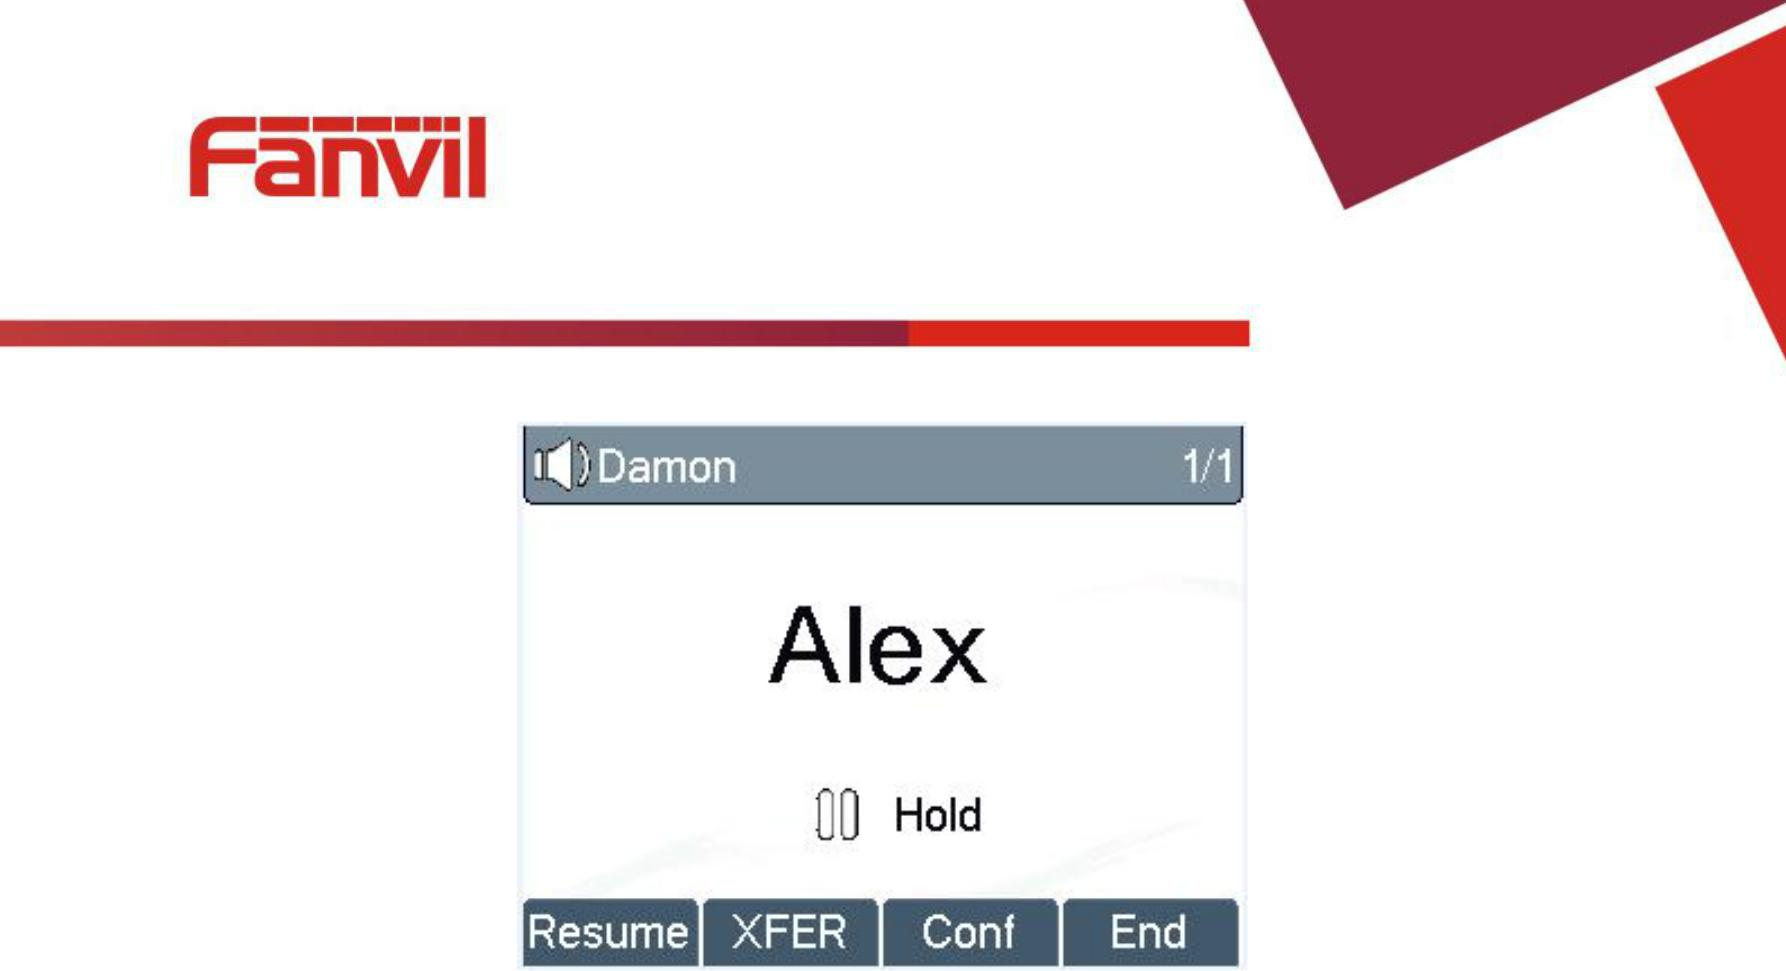 Fanvil
Damon 1/1
Alex
Hold
Resume XFER Conf End